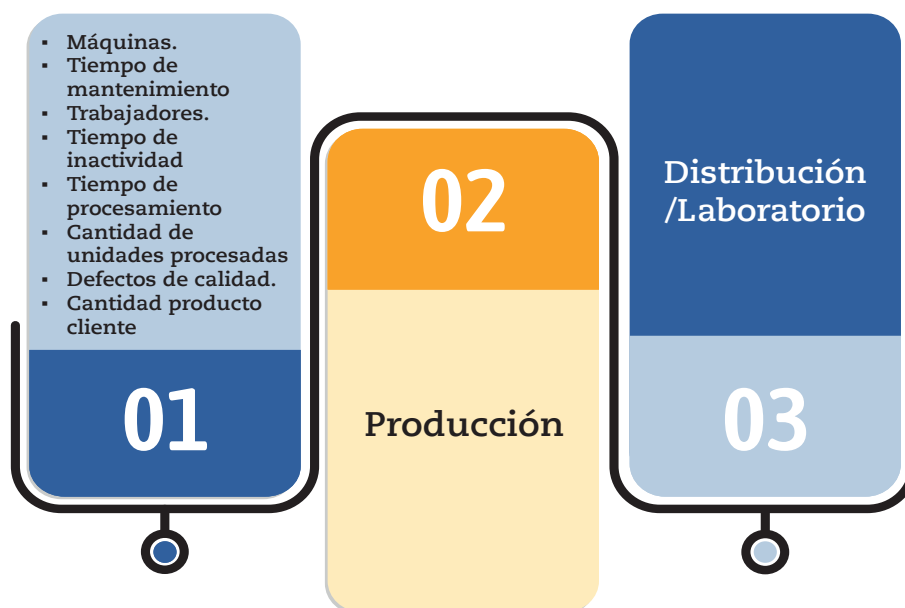 ▪ Máquinas.
▪ Tiempo de
mantenimiento
▪ Trabajadores.
▪ Tiempo de
inactividad
▪ Tiempo de
procesamiento
▪ Cantidad de
unidades procesadas
▪ Defectos de calidad.
▪ Cantidad producto
cliente
01
02
Producción
Distribución
/Laboratorio
03